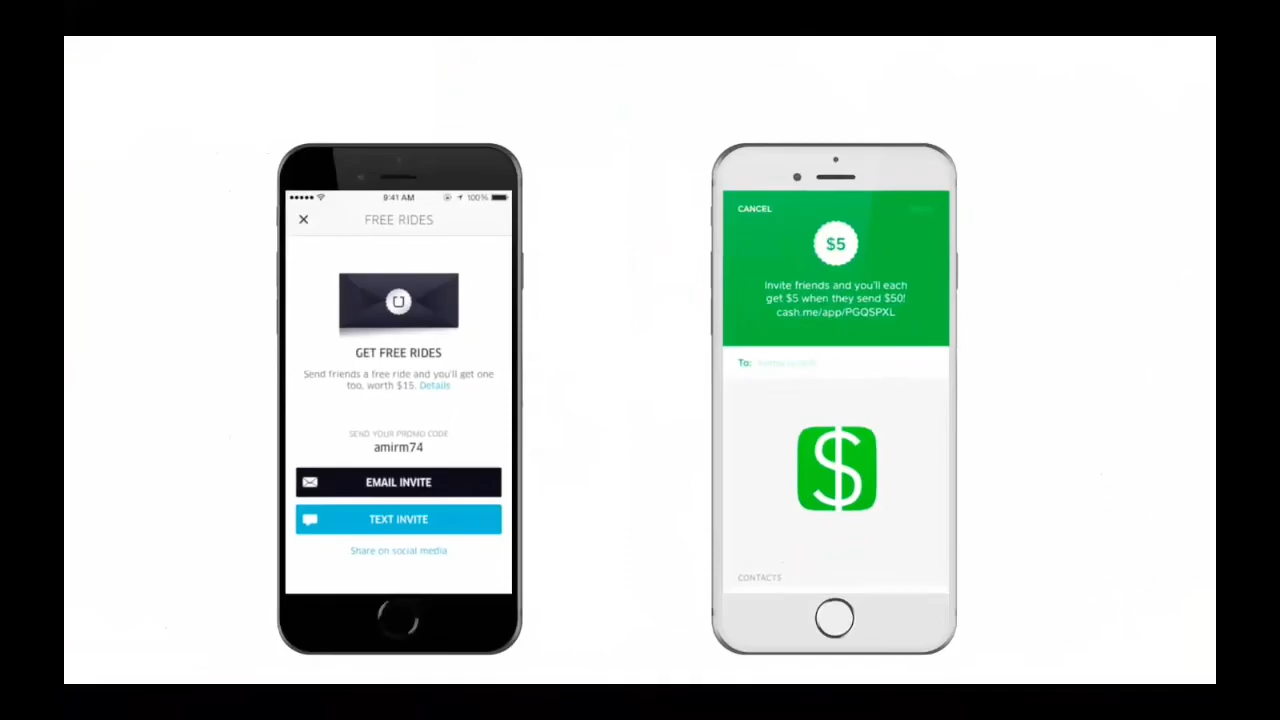 9:41 AM
100%
FREE RIDES
GET FREE RIDES
Send friends a free ride and you'll get one
too, worth $15. Details
SEND YOUR PROMO CODE
amirm74
EMAIL INVITE
TEXT INVITE
Share on social media
CANCEL
$5
Invite friends and you'll each
get $5 when they send $50!
cash.me/app/PGQSPXL
To:
$
CONTACTS